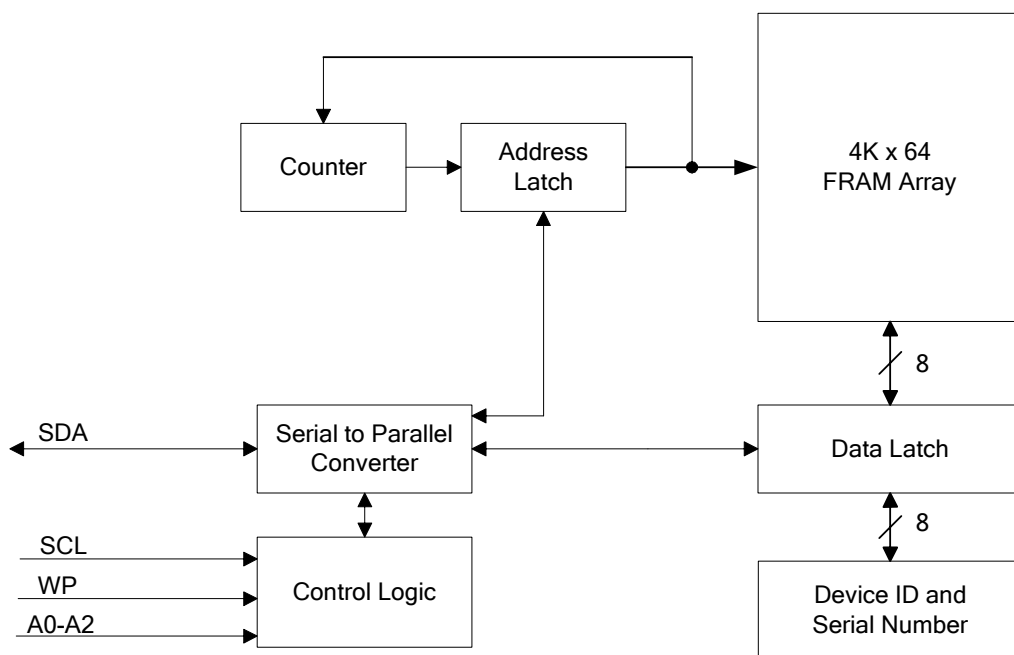 Counter
Address
Latch
4K x 64
FRAM Array
8
SDA
Serial to Parallel
Converter
Data Latch
8
SCL
WP
A0-A2
Control Logic
Device ID and
Serial Number